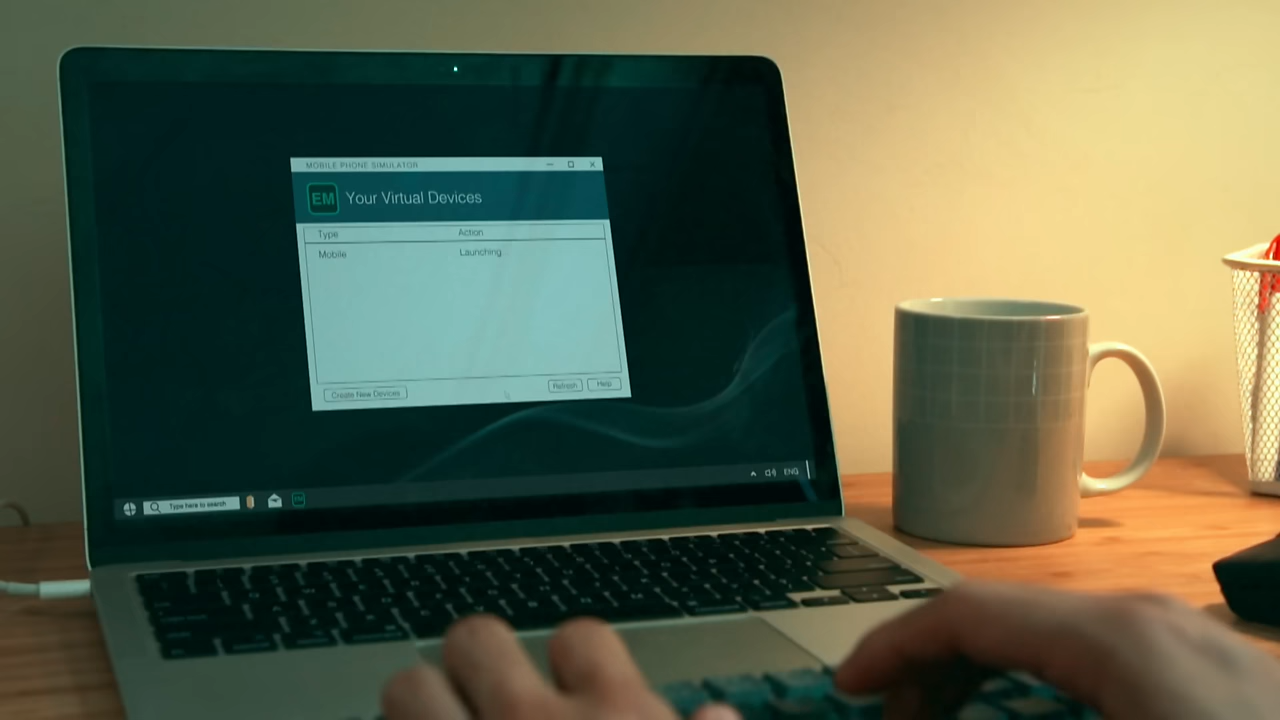 MOBILE PHONE SIMULATOR
EM Your Virtual Devices
Type Action
Mobile Launching
Create New Devices Refresh Help
Type here to search EM ENG